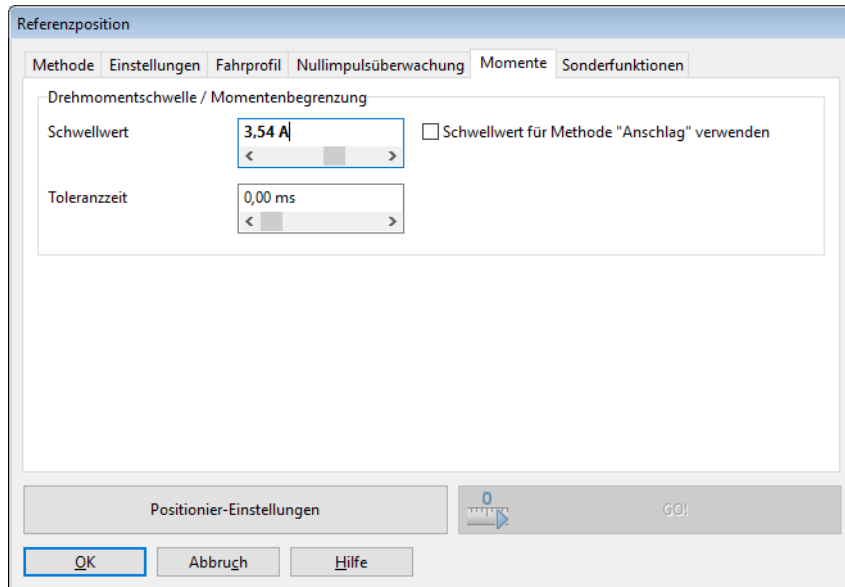 Referenzposition
Methode Einstellungen Fahrprofil Nullimpulsüberwachung Momente Sonderfunktionen
Drehmomentschwelle / Momentenbegrenzung
Schwellwert 3,54 A Schwellwert für Methode "Anschlag" verwenden
Toleranzzeit 0,00 ms
Positionier-Einstellungen 0 GO!
OK Abbruch Hilfe